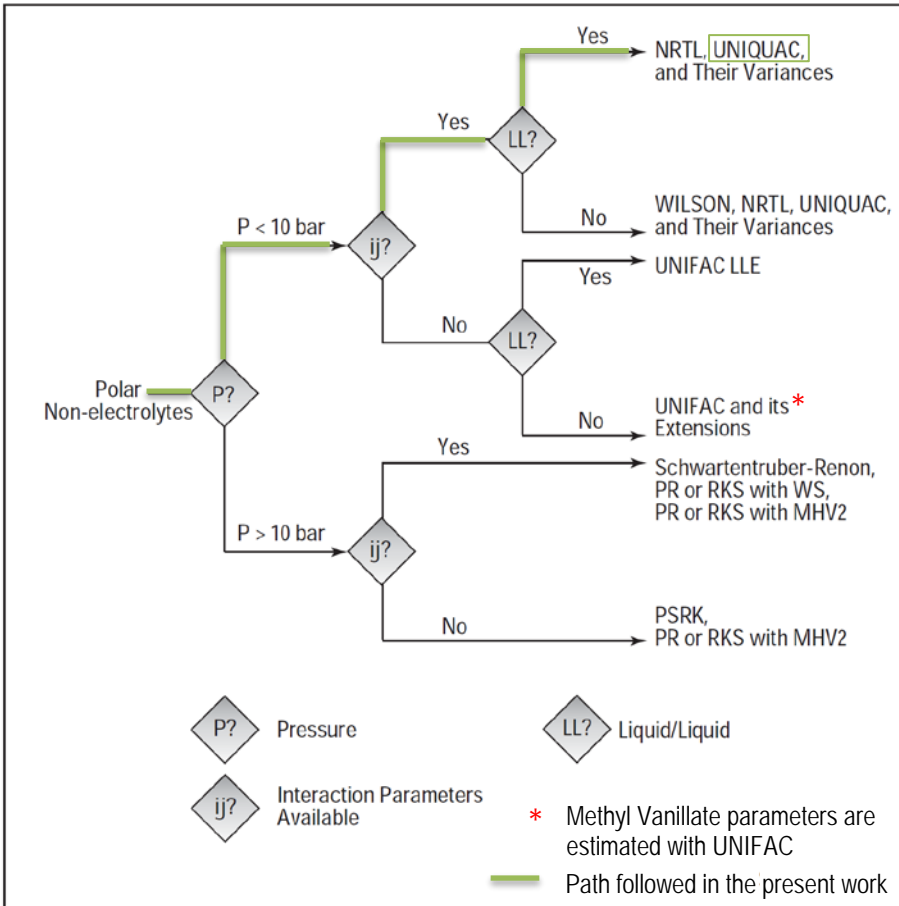 Yes
NRTL, UNIQUAC,
and Their Variances
Yes
LL?
No
WILSON, NRTL, UNIQUAC,
and Their Variances
P < 10 bar
ij?
UNIFAC LLE
Yes
No
LL?
Polar
Non-electrolytes
P?
No
UNIFAC and its *
Extensions
Yes
Schwartentruber-Renon,
PR or RKS with WS,
PR or RKS with MHV2
P > 10 bar
ij?
No
PSRK,
PR or RKS with MHV2
P? Pressure
LL? Liquid/Liquid
ij? Interaction Parameters
Available
* Methyl Vanillate parameters are
estimated with UNIFAC
Path followed in the present work